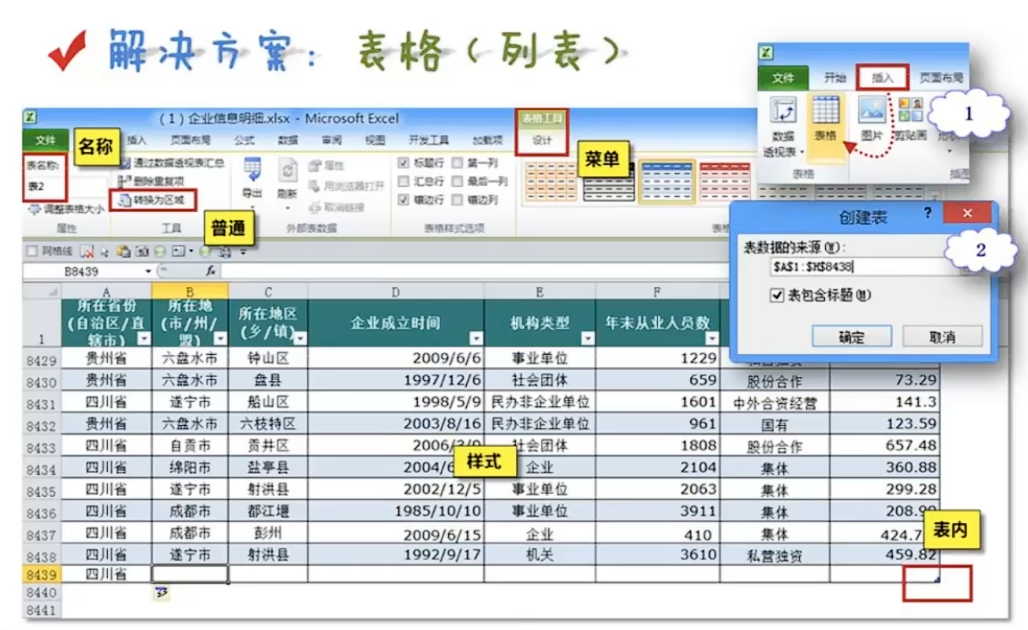 解决方案：表格（列表）
文件 开始 插入 页面布局
数据透视表 表格 图片 剪贴画
表格 插图
1
（1）企业信息明细.xlsx - Microsoft Excel
表格工具
文件 插入 页面布局 公式 数据 审阅 视图 开发工具 加载项 设计
名称
菜单
表名称: 通过数据透视表汇总 属性 标题行 第一列
表2 删除重复项 导出 刷新 用浏览器打开 汇总行 最后一列
调整表格大小 转换为区域 取消链接 镶边行 镶边列
属性 工具 外部表数据 表格样式选项
普通
创建表 ? ×
2
表数据的来源(W):
$A$1:$H$8438
表包含标题(M)
确定 取消
网格线
B8439 fx
A B C D E F
1 所在省份(自治区/直辖市) 所在地(市/州/盟) 所在地区(乡/镇) 企业成立时间 机构类型 年末从业人员数
8429 贵州省 六盘水市 钟山区 2009/6/6 事业单位 1229
8430 贵州省 六盘水市 盘县 1997/12/6 社会团体 659 股份合作 73.29
8431 四川省 遂宁市 船山区 1998/5/9 民办非企业单位 1601 中外合资经营 141.3
8432 贵州省 六盘水市 六枝特区 2003/8/16 民办非企业单位 961 国有 123.59
8433 四川省 自贡市 贡井区 社会团体 1808 股份合作 657.48
8434 四川省 绵阳市 盐亭县 企业 2104 集体 360.88
样式
8435 四川省 遂宁市 射洪县 2002/12/5 事业单位 2063 集体 299.28
8436 四川省 成都市 都江堰 1985/10/10 事业单位 3911 集体
8437 四川省 成都市 彭州 2009/6/15 企业 410 集体
表内
8438 四川省 遂宁市 射洪县 1992/9/17 机关 3610 私营独资 459.82
8439 四川省
8440
8441